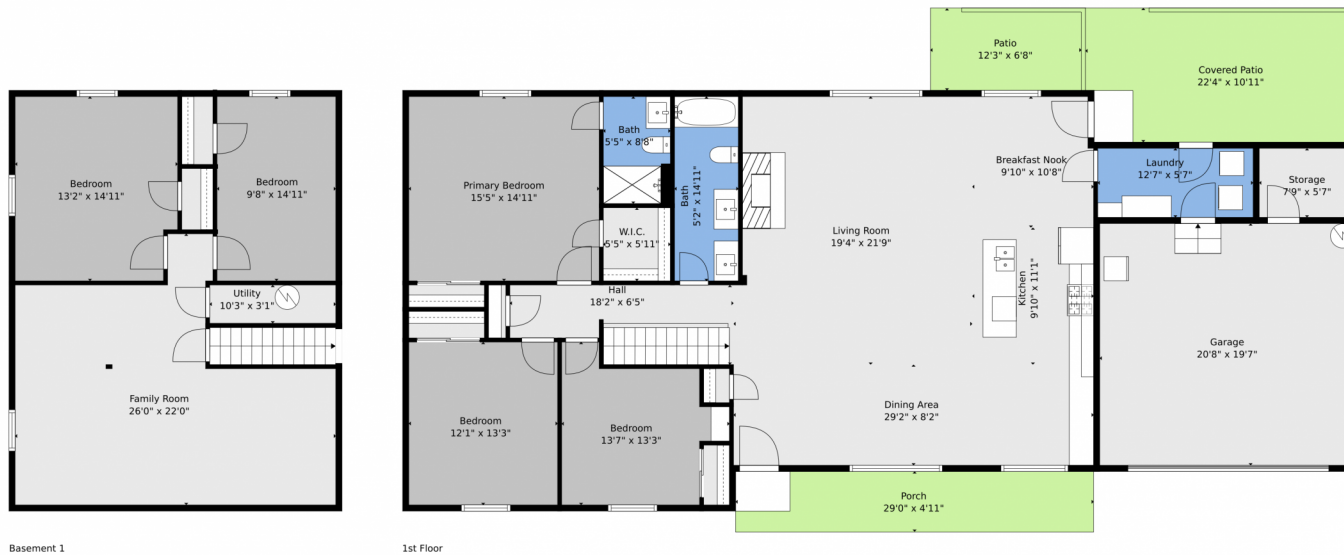 Bedroom
13'2" x 14'11"
Bedroom
9'8" x 14'11"
Utility
10'3" x 3'1"
Family Room
26'0" x 22'0"
Basement 1
Primary Bedroom
15'5" x 14'11"
Bath
5'5" x 8'8"
W.I.C.
5'5" x 5'11"
Bath
5'2" x 14'11"
Hall
18'2" x 6'5"
Bedroom
12'1" x 13'3"
Bedroom
13'7" x 13'3"
Living Room
19'4" x 21'9"
Breakfast Nook
9'10" x 10'8"
Kitchen
9'10" x 11'1"
Dining Area
29'2" x 8'2"
Porch
29'0" x 4'11"
Patio
12'3" x 6'8"
Covered Patio
22'4" x 10'11"
Laundry
12'7" x 5'7"
Storage
7'9" x 5'7"
Garage
20'8" x 19'7"
1st Floor